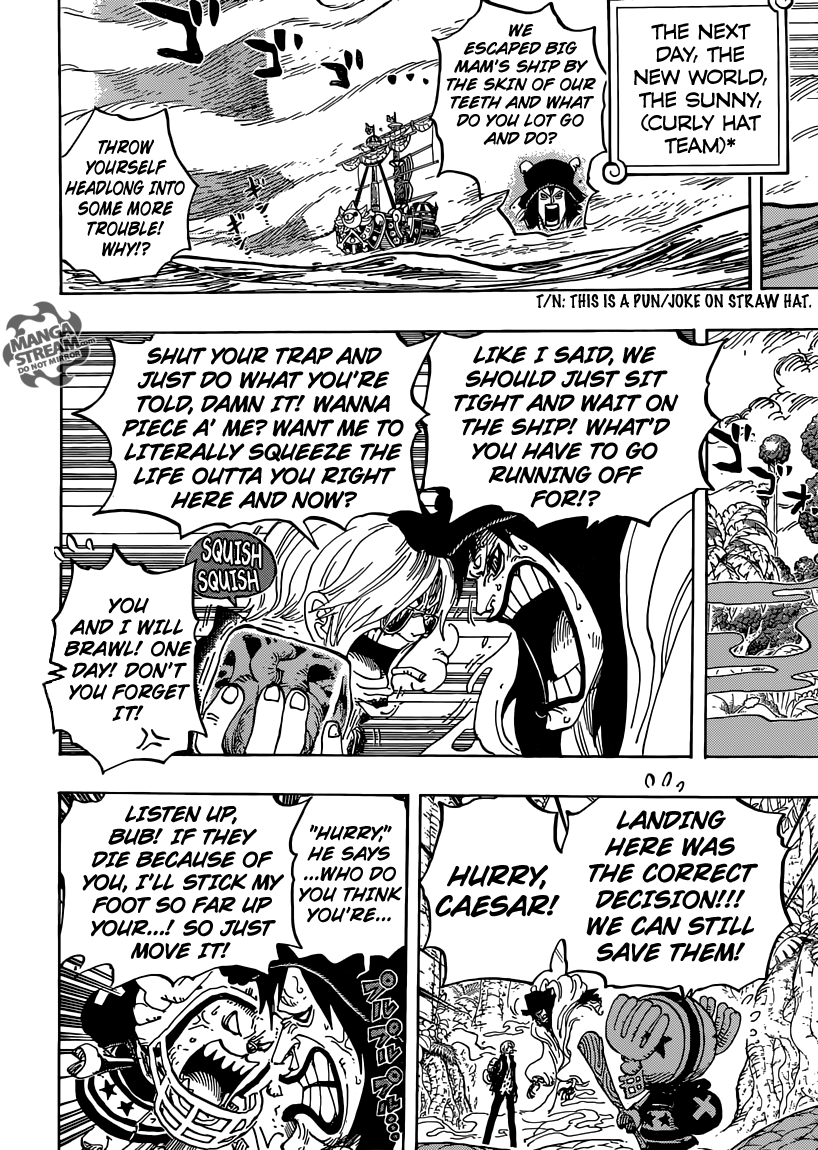 THE NEXT
DAY, THE
NEW WORLD,
THE SUNNY,
(CURLY HAT
TEAM)*
WE
ESCAPED BIG
MAM'S SHIP BY
THE SKIN OF OUR
TEETH AND WHAT
DO YOU LOT GO
AND DO?
THROW
YOURSELF
HEADLONG INTO
SOME MORE
TROUBLE!
WHY!?
T/N: THIS IS A PUN/JOKE ON STRAW HAT.
MANGA
STREAM.com
DO NOT MIRROR
LIKE I SAID, WE
SHOULD JUST SIT
TIGHT AND WAIT ON
THE SHIP! WHAT'D
YOU HAVE TO GO
RUNNING OFF
FOR!?
SHUT YOUR TRAP AND
JUST DO WHAT YOU'RE
TOLD, DAMN IT! WANNA
PIECE A' ME? WANT ME TO
LITERALLY SQUEEZE THE
LIFE OUTTA YOU RIGHT
HERE AND NOW?
SQUISH
SQUISH
YOU
AND I WILL
BRAWL! ONE
DAY! DON'T
YOU FORGET
IT!
LANDING
HERE WAS
THE CORRECT
DECISION!!!
WE CAN STILL
SAVE THEM!
HURRY,
CAESAR!
"HURRY,"
HE SAYS
...WHO DO
YOU THINK
YOU'RE...
LISTEN UP,
BUB! IF THEY
DIE BECAUSE OF
YOU, I'LL STICK MY
FOOT SO FAR UP
YOUR...! SO JUST
MOVE IT!
プルプルプル…